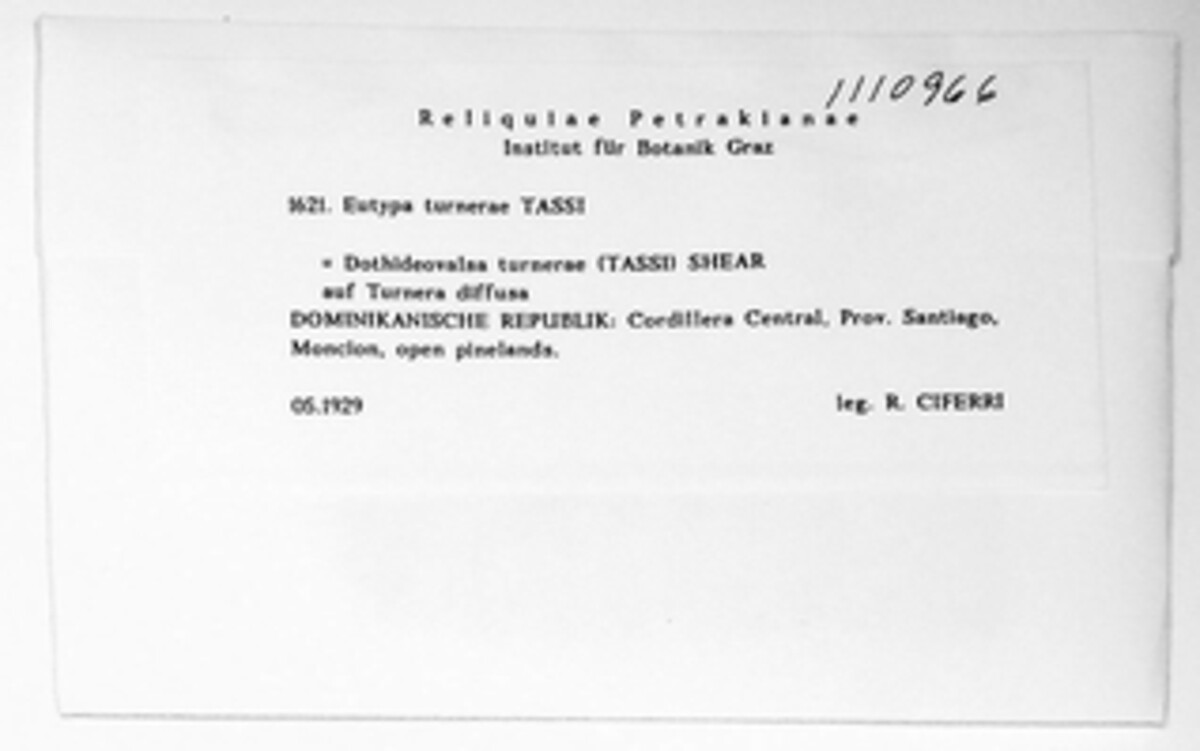 1110966
Reliquiae Petrakianae
Institut für Botanik Graz
1621. Eutypa turnerae TASSI
= Dothideovalsa turnerae (TASSI) SHEAR
auf Turnera diffusa
DOMINIKANISCHE REPUBLIK: Cordillera Central, Prov. Santiago,
Moncion, open pinelands.
05.1929 leg. R. CIFERRI